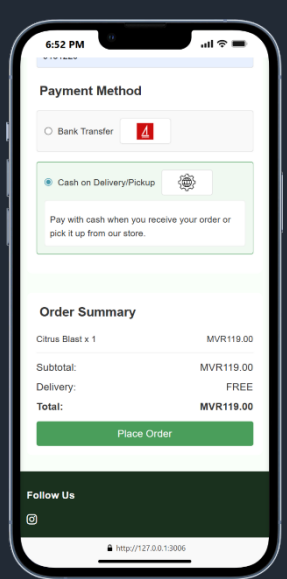 6:52 PM
Payment Method
Bank Transfer
Cash on Delivery/Pickup
Pay with cash when you receive your order or
pick it up from our store.
Order Summary
Citrus Blast x 1 MVR119.00
Subtotal: MVR119.00
Delivery: FREE
Total: MVR119.00
Place Order
Follow Us
http://127.0.0.1:3006